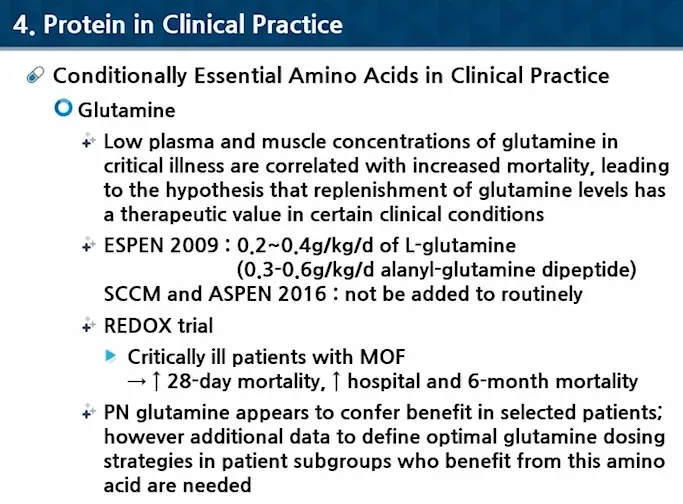 4. Protein in Clinical Practice
Conditionally Essential Amino Acids in Clinical Practice
Glutamine
Low plasma and muscle concentrations of glutamine in
critical illness are correlated with increased mortality, leading
to the hypothesis that replenishment of glutamine levels has
a therapeutic value in certain clinical conditions
ESPEN 2009 : 0.2~0.4g/kg/d of L-glutamine
(0.3-0.6g/kg/d alanyl-glutamine dipeptide)
SCCM and ASPEN 2016 : not be added to routinely
REDOX trial
Critically ill patients with MOF
→ ↑ 28-day mortality, ↑ hospital and 6-month mortality
PN glutamine appears to confer benefit in selected patients;
however additional data to define optimal glutamine dosing
strategies in patient subgroups who benefit from this amino
acid are needed